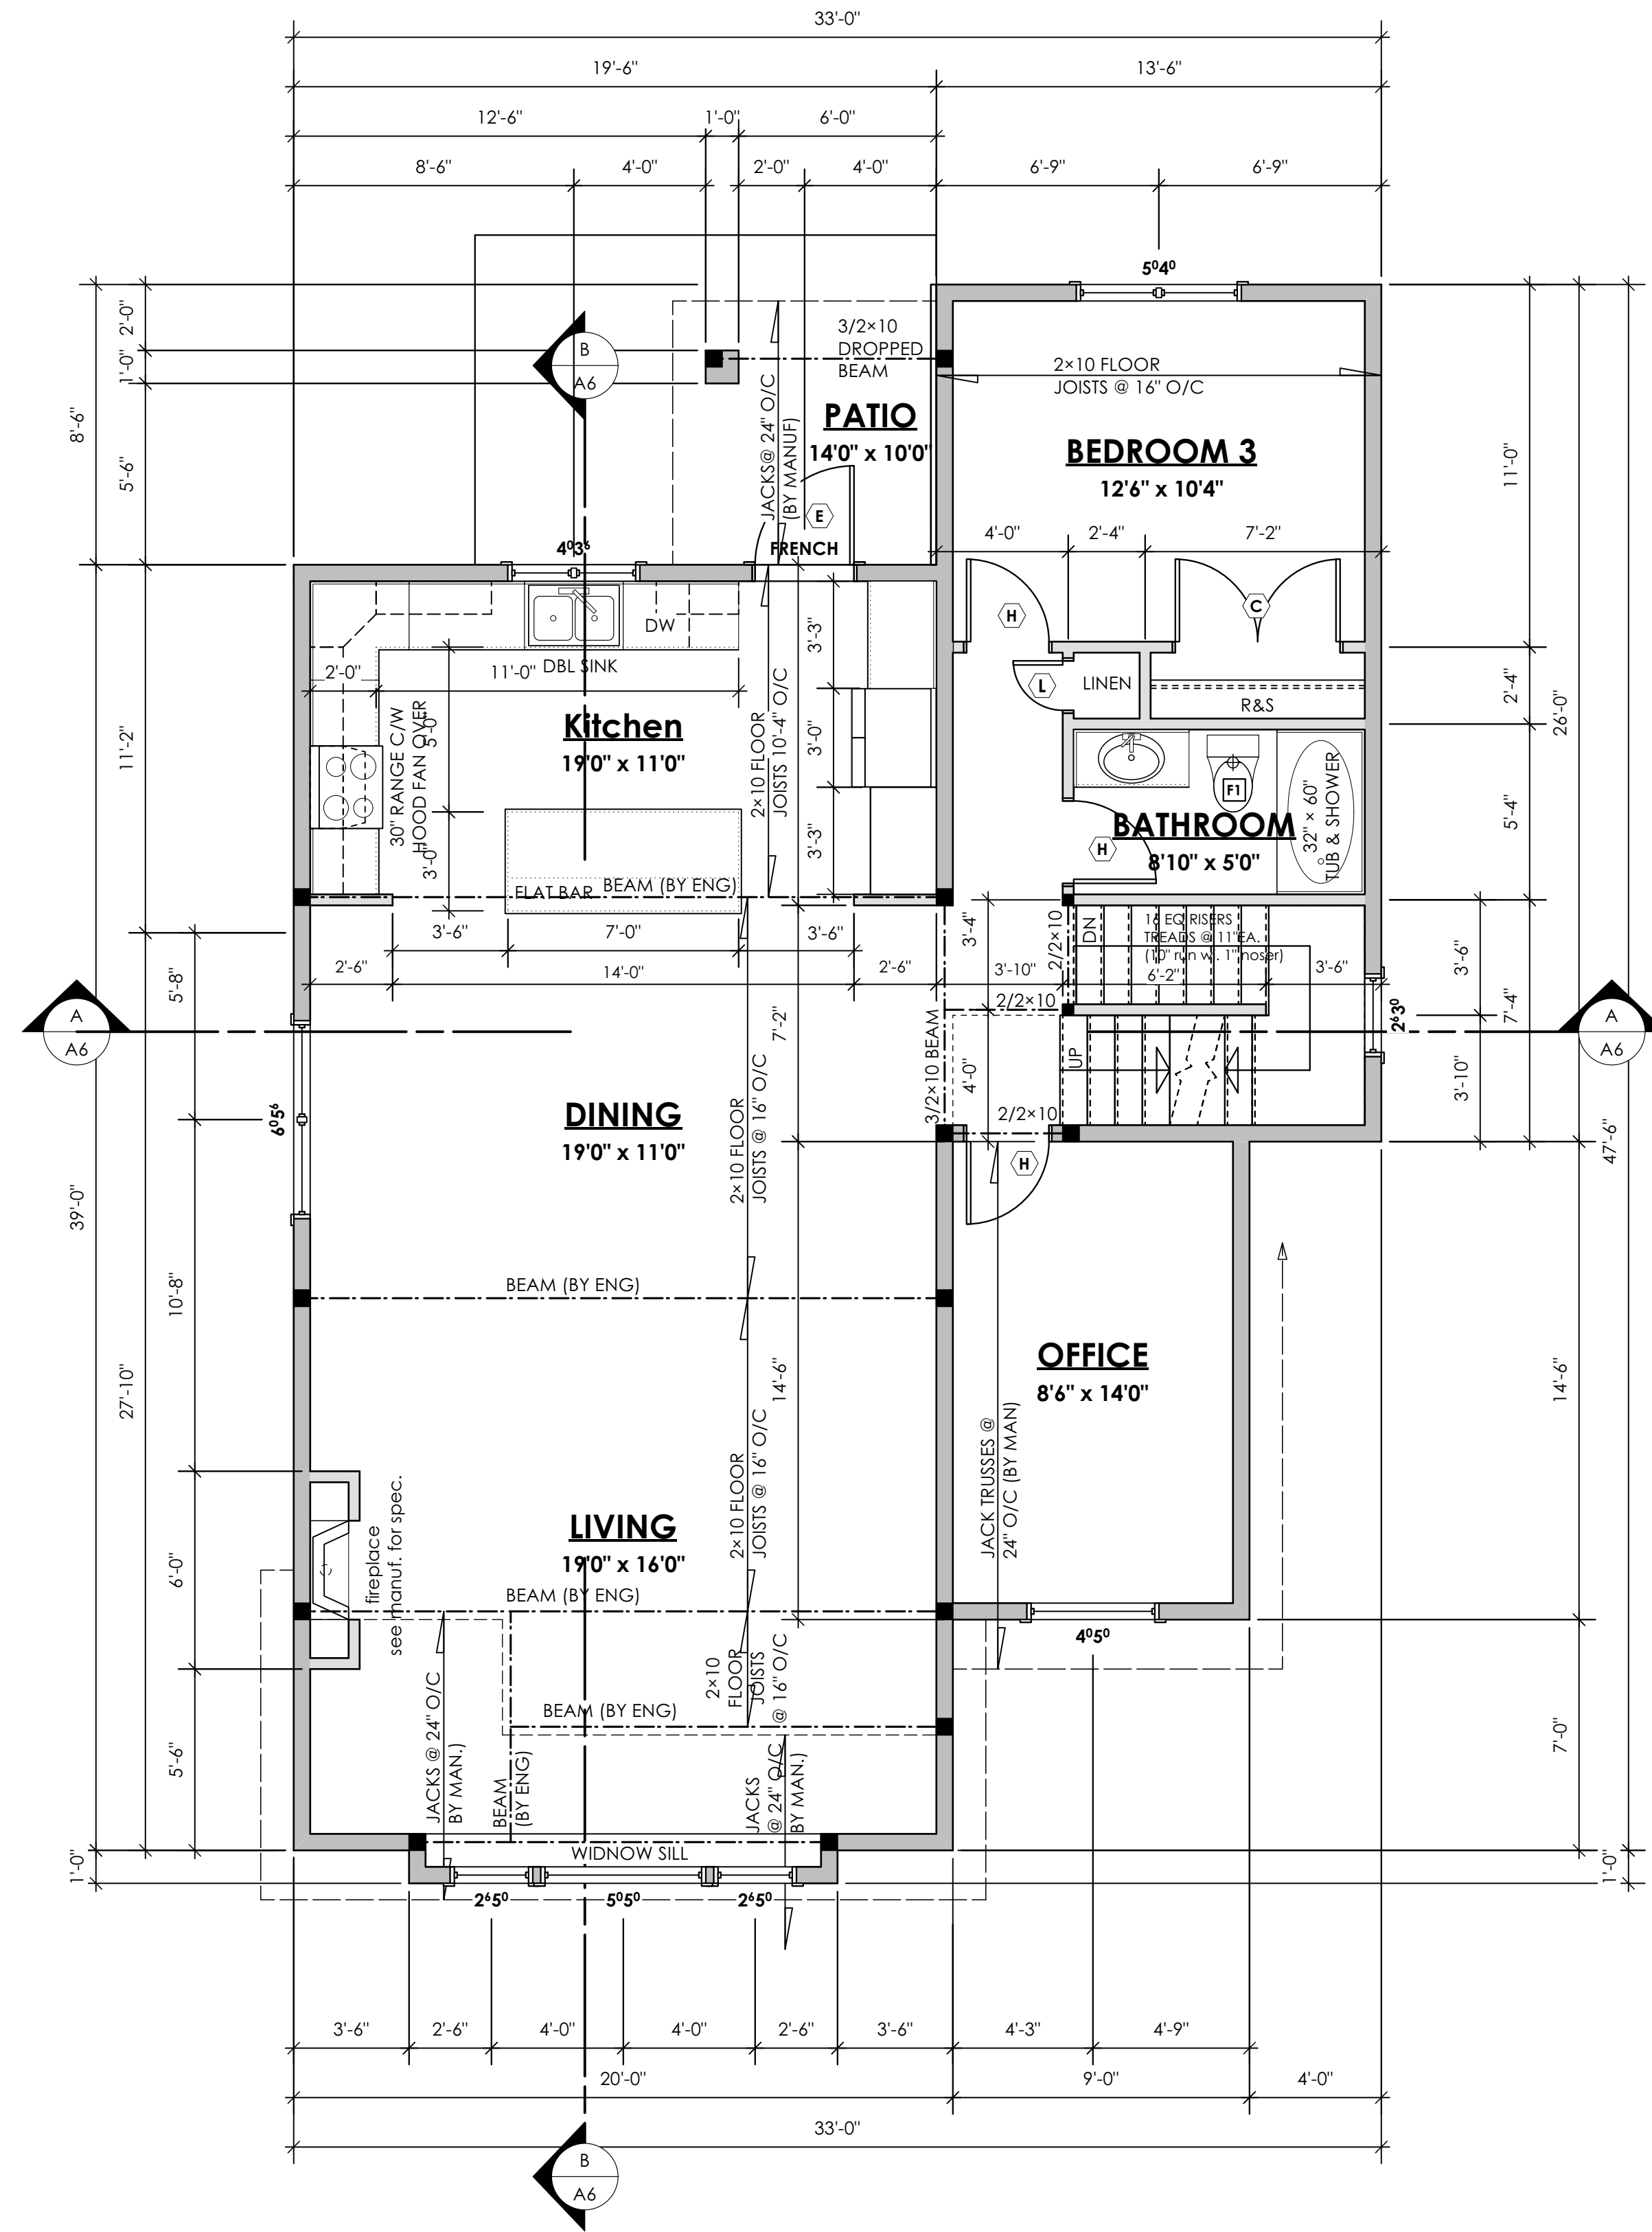 33'-0"
19'-6"
13'-6"
12'-6"
1'-0"
6'-0"
8'-6"
4'-0"
2'-0"
4'-0"
6'-9"
6'-9"
5⁰4⁰
B
A6
3/2×10
DROPPED
BEAM
JACKS@ 24" O/C
(BY MANUF)
PATIO
14'0" x 10'0"
E
FRENCH
4⁰3⁶
2×10 FLOOR
JOISTS @ 16" O/C
BEDROOM 3
12'6" x 10'4"
4'-0"
2'-4"
7'-2"
H
C
L
LINEN
R&S
2'-0"
1'-0"
5'-6"
8'-6"
11'-2"
5'-8"
10'-8"
39'-0"
27'-10"
6'-0"
5'-6"
1'-0"
11'-0"
2'-4"
26'-0"
5'-4"
3'-6"
7'-4"
3'-10"
47'-6"
14'-6"
7'-0"
1'-0"
DW
DBL SINK
2'-0"
11'-0"
30" RANGE C/W
HOOD FAN OVER
5'-0"
3'-0"
Kitchen
19'0" x 11'0"
2×10 FLOOR
JOISTS 10'-4" O/C
3'-3"
3'-0"
3'-3"
FLAT BAR
BEAM (BY ENG)
3'-6"
7'-0"
3'-6"
2'-6"
14'-0"
2'-6"
F1
BATHROOM
8'10" x 5'0"
H
32" × 60"
TUB & SHOWER
3'-4"
2/2×10
DN
16 EQ RISERS
TREADS @ 11"EA.
(10" run w. 1" noser)
3'-10"
6'-2"
3'-6"
2/2×10
3/2×10 BEAM
4'-0"
UP
2/2×10
2⁶3⁰
A
A6
A
A6
7'-2"
6⁰5⁶
DINING
19'0" x 11'0"
2×10 FLOOR
JOISTS @ 16" O/C
H
BEAM (BY ENG)
OFFICE
8'6" x 14'0"
14'-6"
2×10 FLOOR
JOISTS @ 16" O/C
JACK TRUSSES @
24" O/C (BY MAN)
fireplace
see manuf. for spec.
LIVING
19'0" x 16'0"
BEAM (BY ENG)
4⁰5⁰
2×10
FLOOR
JOISTS
@ 16" O/C
BEAM (BY ENG)
JACKS @ 24" O/C
BY MAN.)
BEAM
(BY ENG)
JACKS
@ 24" O/C
BY MAN.)
WIDNOW SILL
2⁶5⁰
5⁰5⁰
2⁶5⁰
3'-6"
2'-6"
4'-0"
4'-0"
2'-6"
3'-6"
4'-3"
4'-9"
20'-0"
9'-0"
4'-0"
33'-0"
B
A6